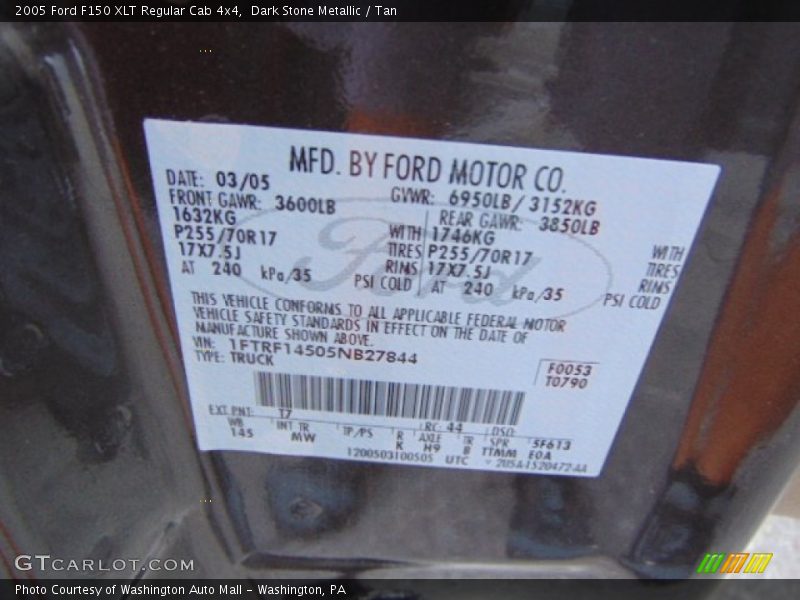 2005 Ford F150 XLT Regular Cab 4x4, Dark Stone Metallic / Tan
MFD. BY FORD MOTOR CO.
DATE: 03/05 GVWR: 6950LB/ 3152KG
FRONT GAWR: 3600LB REAR GAWR: 3850LB
1632KG WITH 1746KG WITH
P255/70R17 TIRES P255/70R17 TIRES
17X7.5J RIMS 17X7.5J RIMS
AT 240 kPa/35 PSI COLD AT 240 kPa/35 PSI COLD
THIS VEHICLE CONFORMS TO ALL APPLICABLE FEDERAL MOTOR
VEHICLE SAFETY STANDARDS IN EFFECT ON THE DATE OF
MANUFACTURE SHOWN ABOVE.
VIN: 1FTRF14505NB27844
TYPE: TRUCK
F0053
T0790
EXT PNT: T7 RC: 44 DSO:
WB INT TR TP/PS R AXLE TR SPR 5F613
145 MW K H9 B TTMM E0A
1200503100505 UTC
Ford
GTCARLOT.COM
Photo Courtesy of Washington Auto Mall - Washington, PA